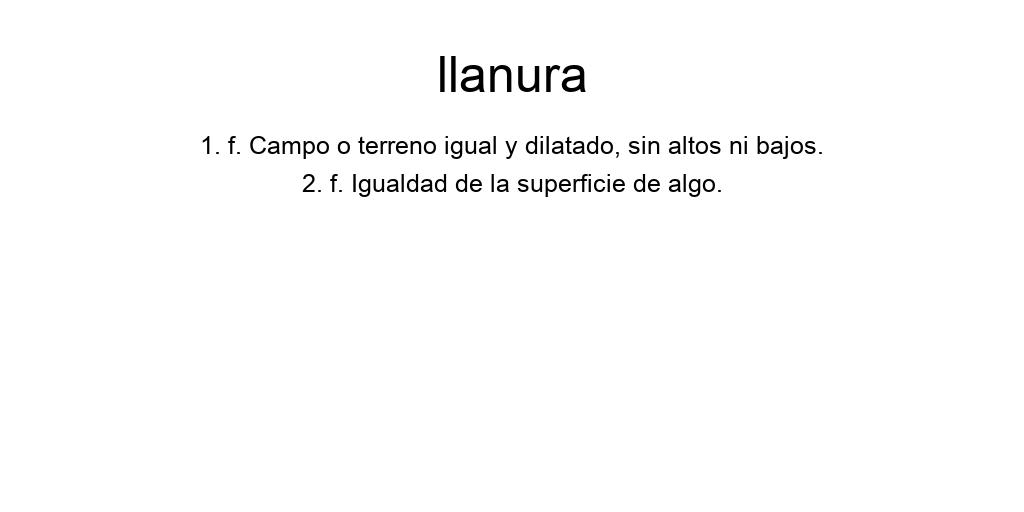 llanura
1. f. Campo o terreno igual y dilatado, sin altos ni bajos.
2. f. Igualdad de la superficie de algo.